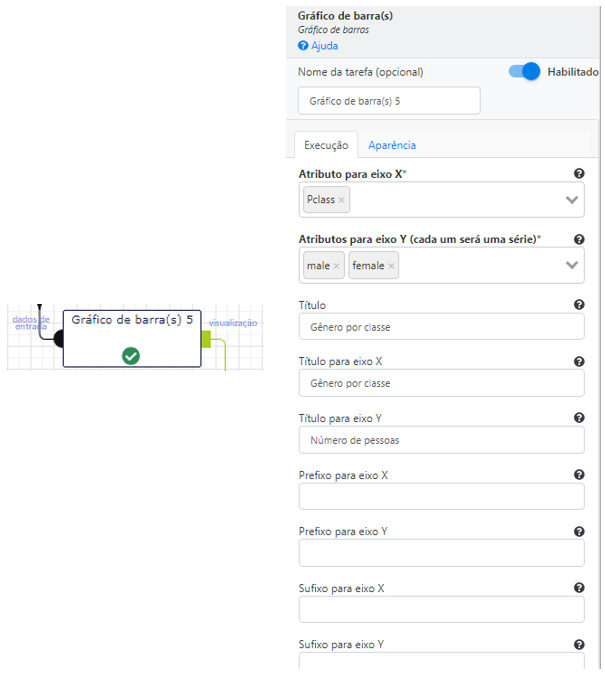 dados de
entrada
Gráfico de barra(s) 5
visualização
Gráfico de barra(s)
Gráfico de barras
Ajuda
Nome da tarefa (opcional)
Habilitado
Gráfico de barra(s) 5
Execução
Aparência
Atributo para eixo X*
Pclass ×
Atributos para eixo Y (cada um será uma série)*
male × female ×
Título
Gênero por classe
Título para eixo X
Gênero por classe
Título para eixo Y
Número de pessoas
Prefixo para eixo X
Prefixo para eixo Y
Sufixo para eixo X
Sufixo para eixo Y